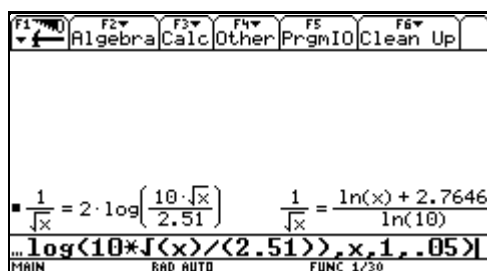 F1 F2 F3 F4 F5 F6
Algebra Calc Other PrgmIO Clean Up
1/√x = 2·log(10·√x/2.51) 1/√x = ln(x) + 2.7646/ln(10)
…log(10*√(x)/(2.51)),x,1,.05)
MAIN RAD AUTO FUNC 1/30